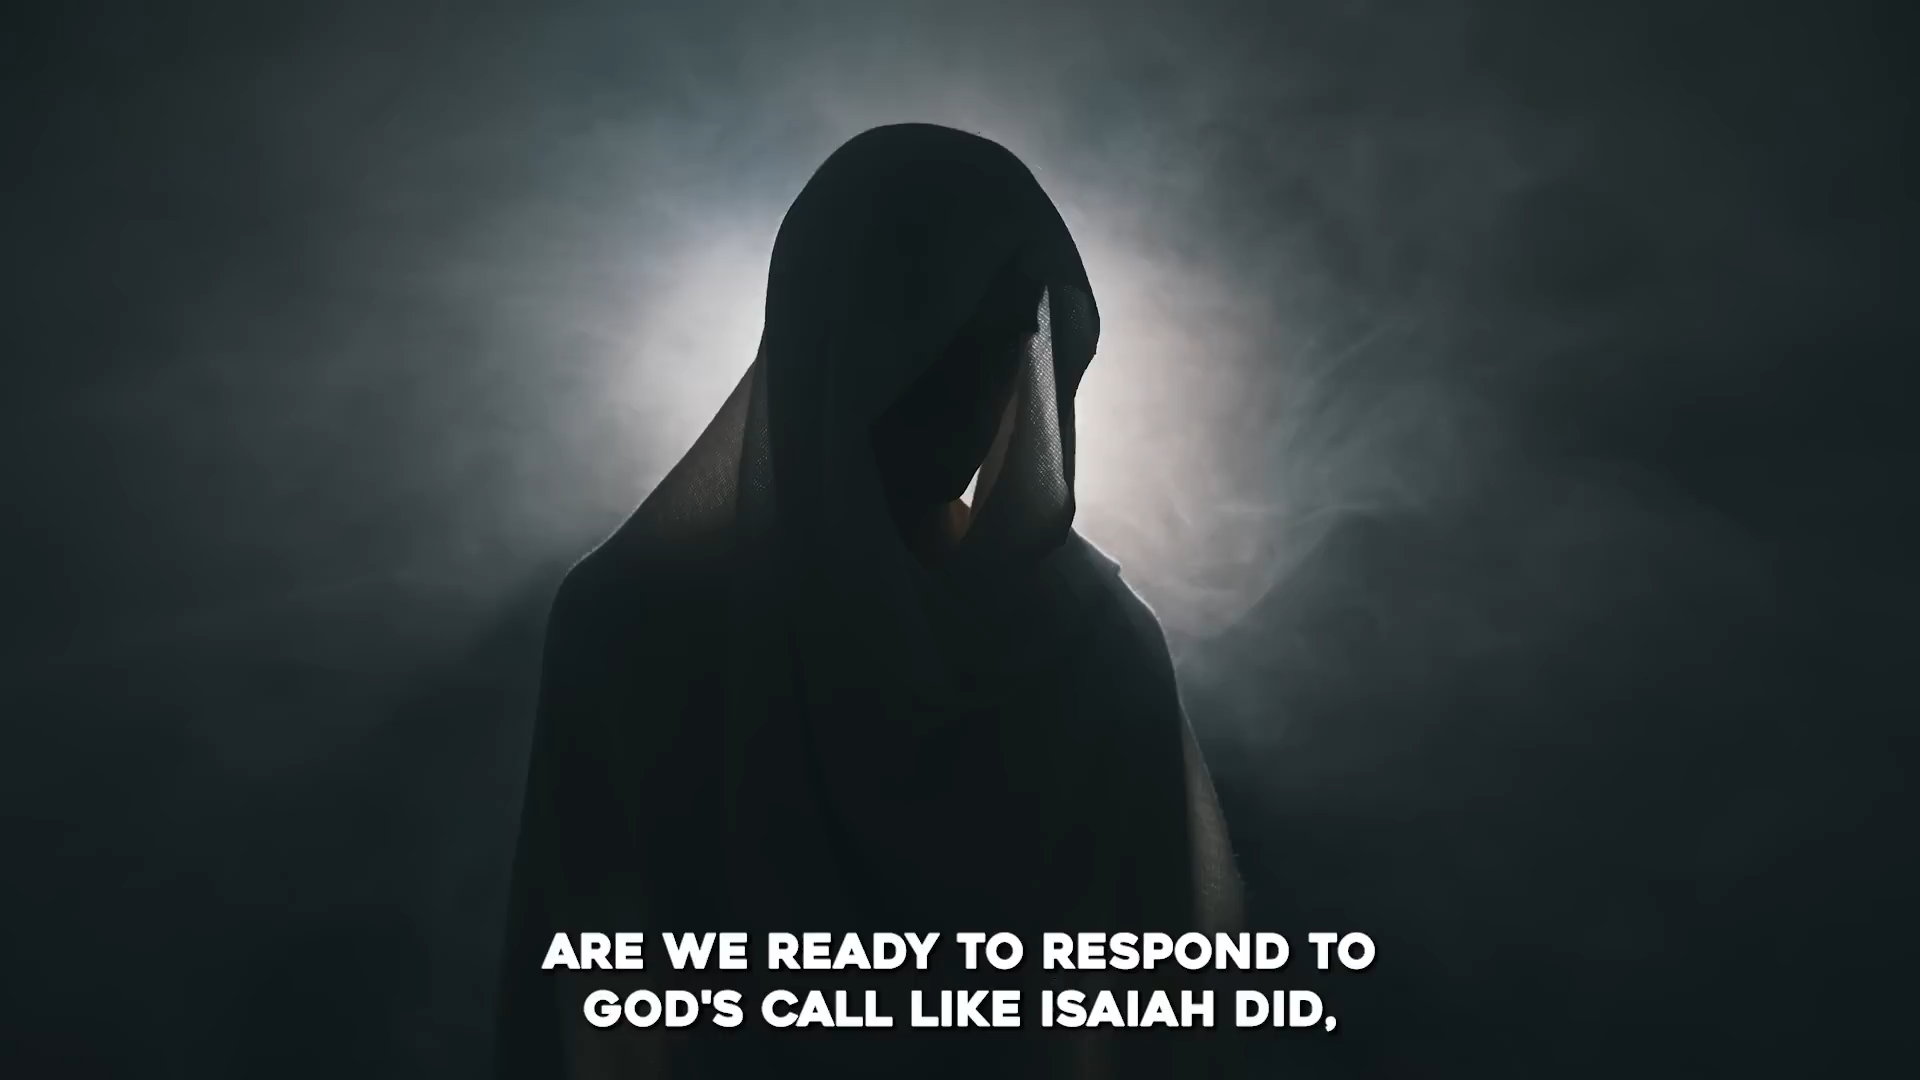 ARE WE READY TO RESPOND TO
GOD'S CALL LIKE ISAIAH DID,